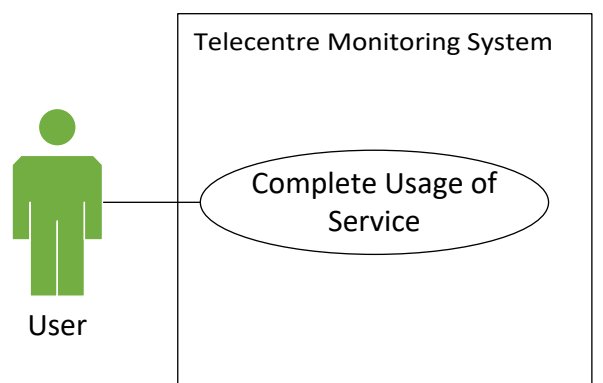 Telecentre Monitoring System
Complete Usage of
Service
User